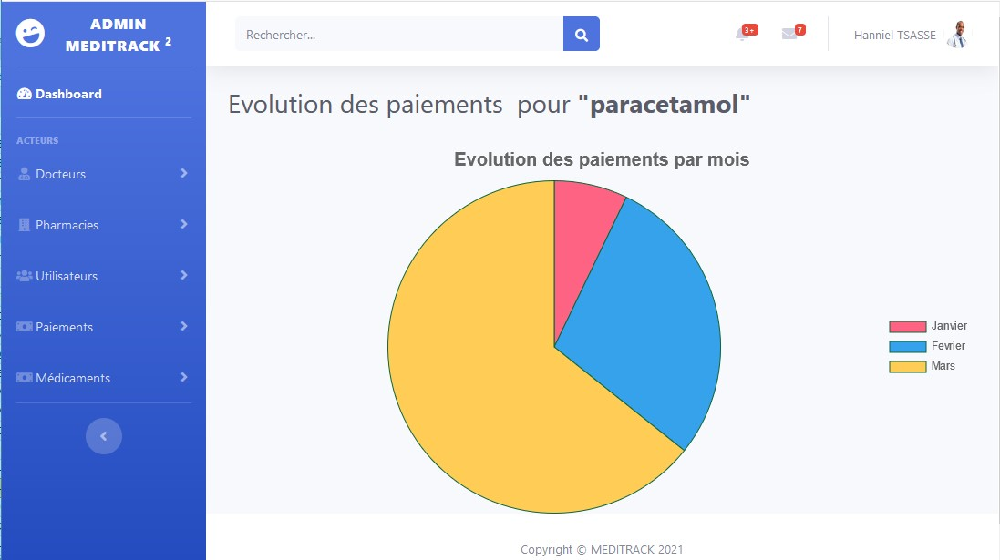 ADMIN
MEDITRACK 2
Rechercher...
3+
7
Hanniel TSASSE
Dashboard
ACTEURS
Docteurs
Pharmacies
Utilisateurs
Paiements
Médicaments
Evolution des paiements pour "paracetamol"
Evolution des paiements par mois
Janvier
Fevrier
Mars
Copyright © MEDITRACK 2021